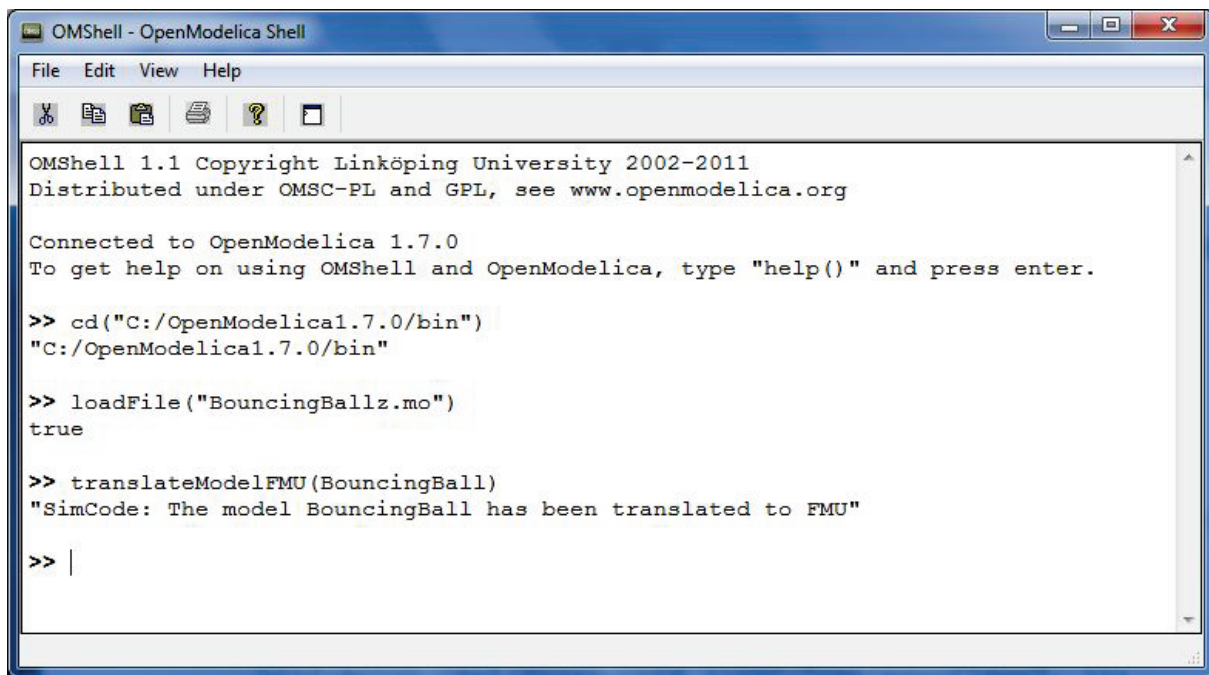 OMShell - OpenModelica Shell
File Edit View Help
OMShell 1.1 Copyright Linköping University 2002-2011
Distributed under OMSC-PL and GPL, see www.openmodelica.org
Connected to OpenModelica 1.7.0
To get help on using OMShell and OpenModelica, type "help()" and press enter.
>> cd("C:/OpenModelica1.7.0/bin")
"C:/OpenModelica1.7.0/bin"
>> loadFile("BouncingBallz.mo")
true
>> translateModelFMU(BouncingBall)
"SimCode: The model BouncingBall has been translated to FMU"
>>